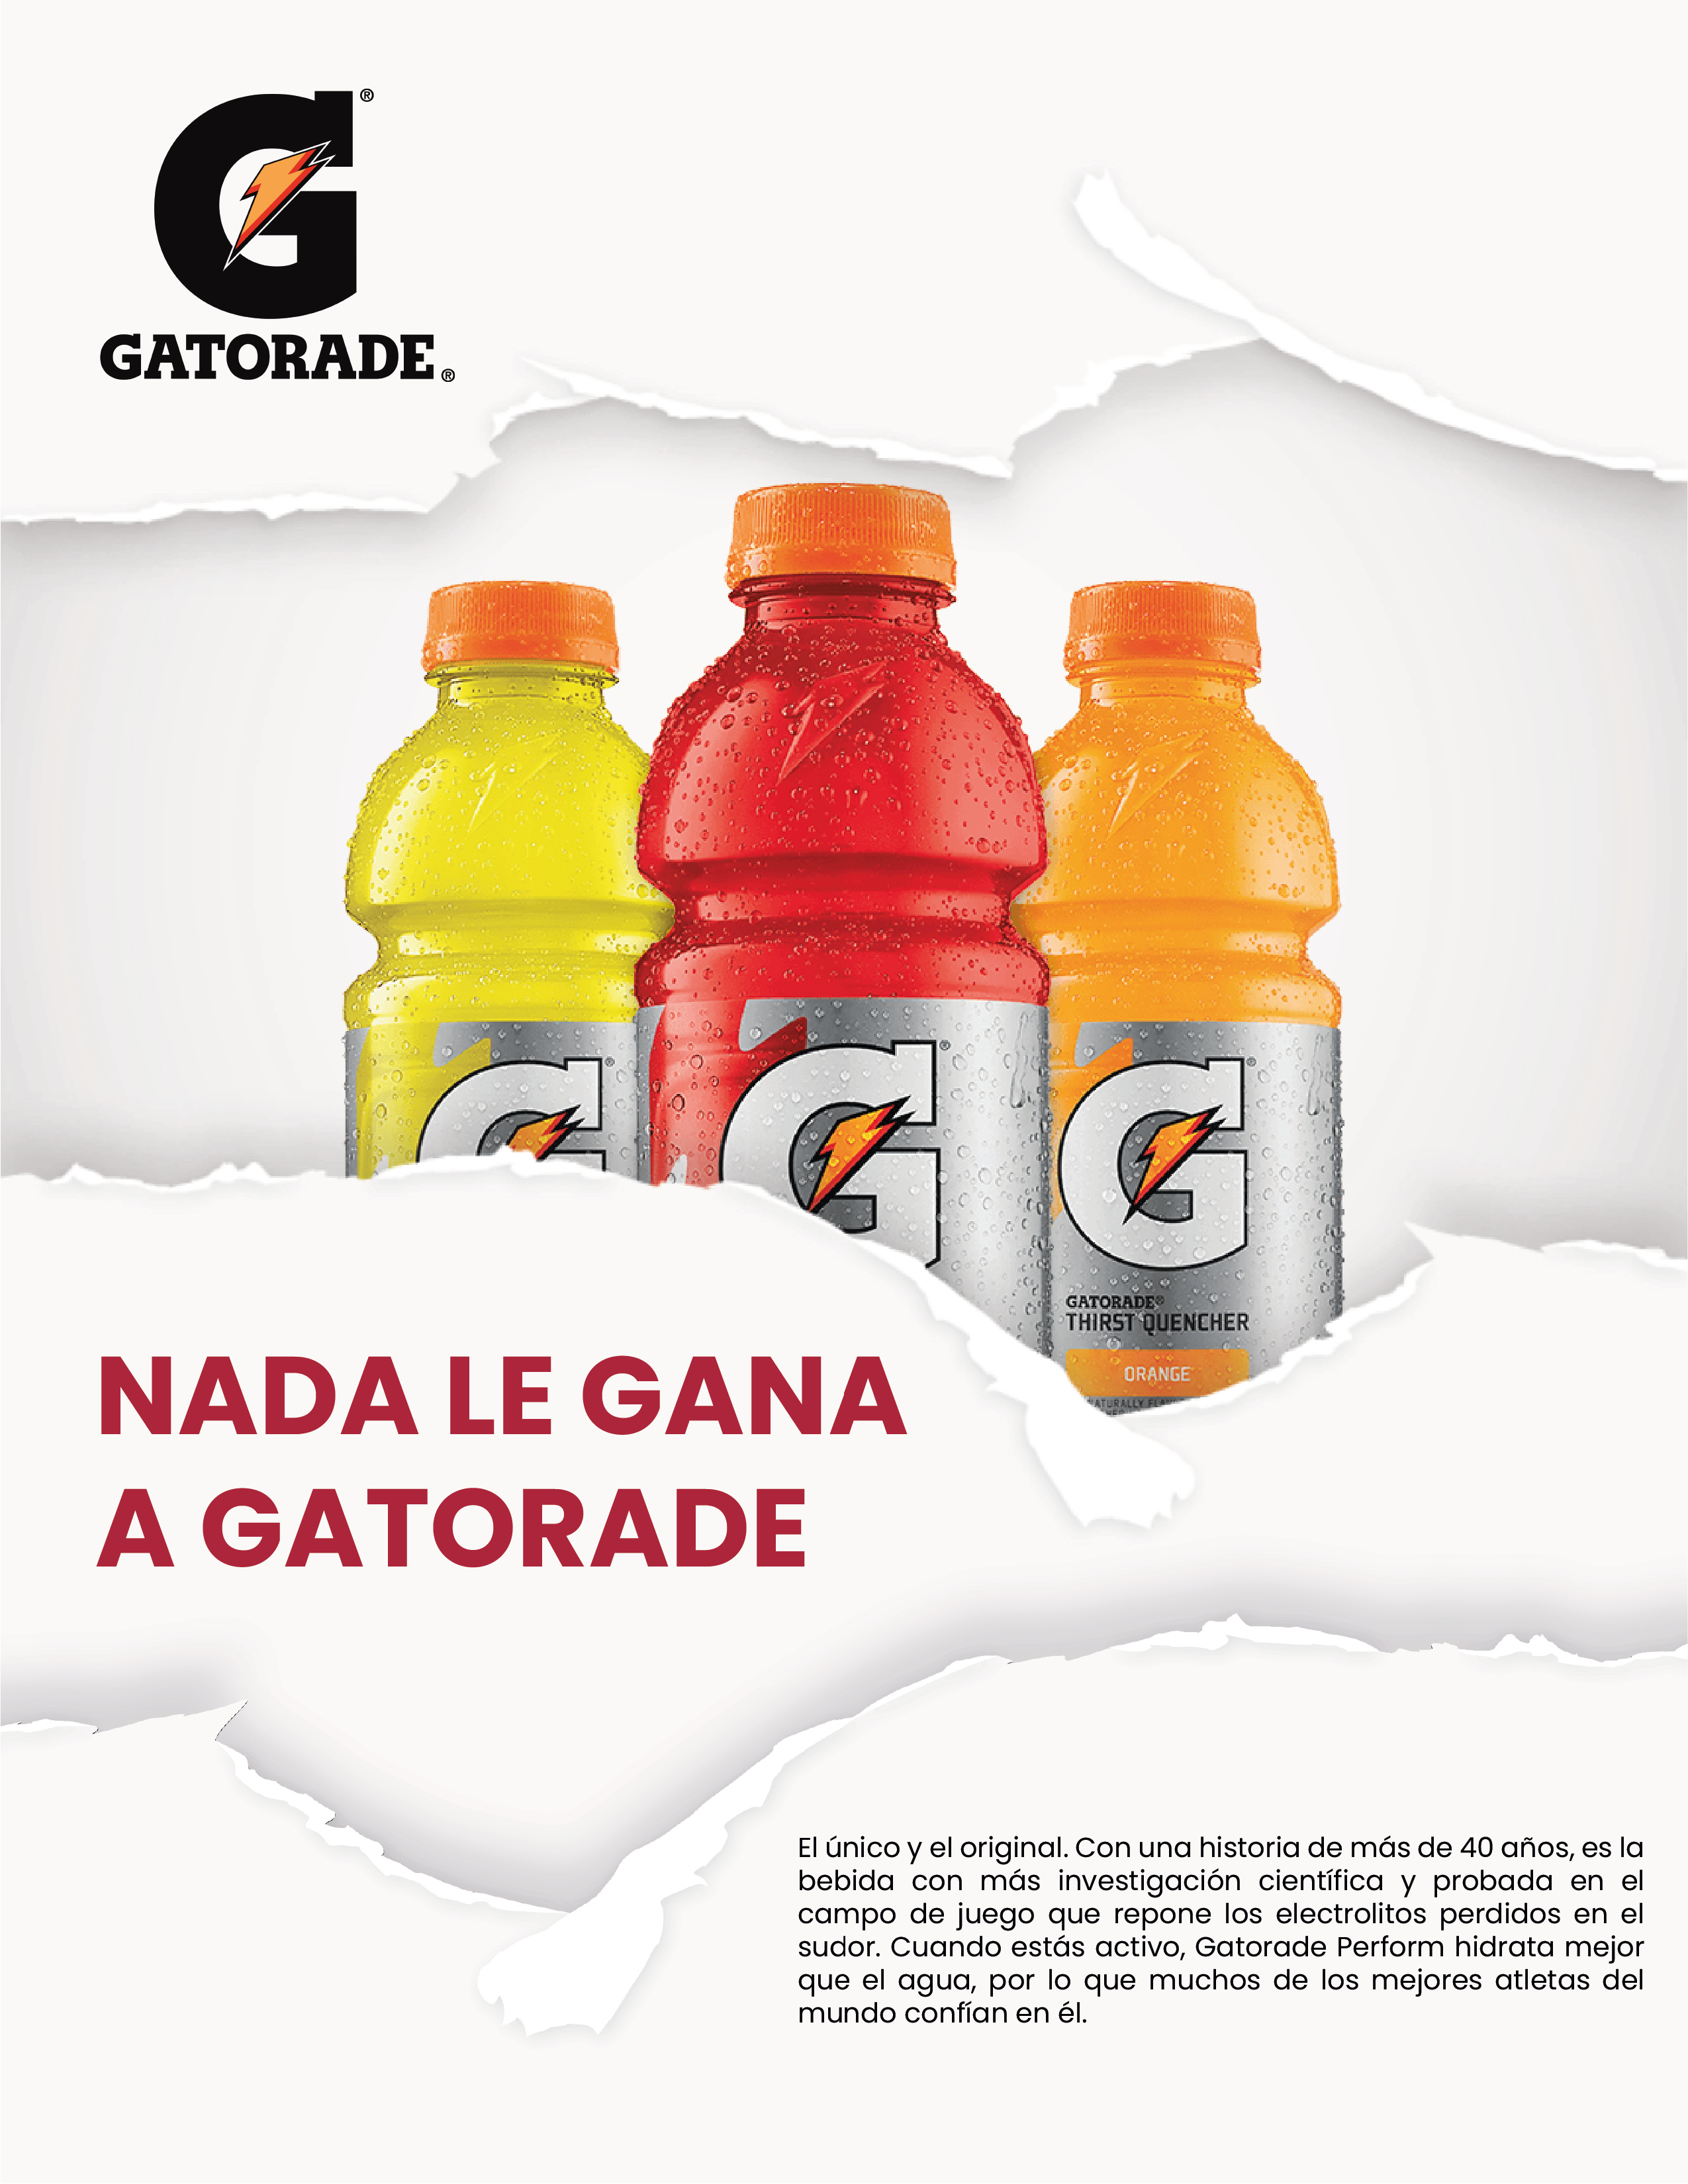 G®
GATORADE®
G®
G®
G®
GATORADE®
THIRST QUENCHER
ORANGE
NADA LE GANA
A GATORADE
El único y el original. Con una historia de más de 40 años, es la
bebida con más investigación científica y probada en el
campo de juego que repone los electrolitos perdidos en el
sudor. Cuando estás activo, Gatorade Perform hidrata mejor
que el agua, por lo que muchos de los mejores atletas del
mundo confían en él.